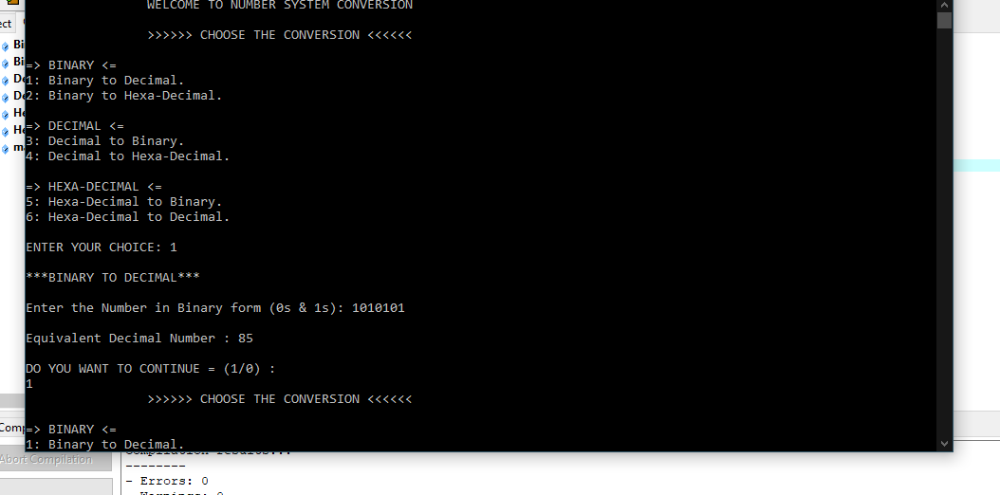 WELCOME TO NUMBER SYSTEM CONVERSION
>>>>>> CHOOSE THE CONVERSION <<<<<<
=> BINARY <=
1: Binary to Decimal.
2: Binary to Hexa-Decimal.
=> DECIMAL <=
3: Decimal to Binary.
4: Decimal to Hexa-Decimal.
=> HEXA-DECIMAL <=
5: Hexa-Decimal to Binary.
6: Hexa-Decimal to Decimal.
ENTER YOUR CHOICE: 1
***BINARY TO DECIMAL***
Enter the Number in Binary form (0s & 1s): 1010101
Equivalent Decimal Number : 85
DO YOU WANT TO CONTINUE = (1/0) :
1
>>>>>> CHOOSE THE CONVERSION <<<<<<
=> BINARY <=
1: Binary to Decimal.
ect
Bi
Bi
De
De
He
He
ma
Comp
Abort Compilation
Compilation results...
--------
- Errors: 0
- Warnings: 0